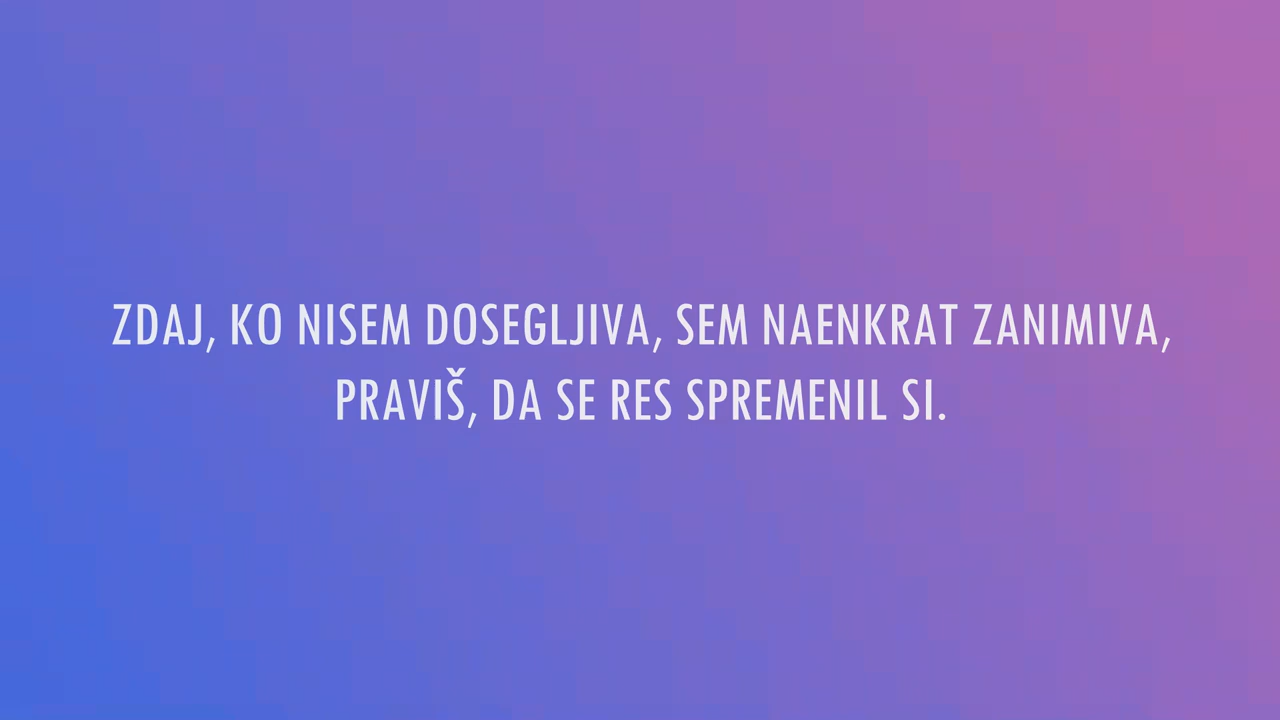 ZDAJ, KO NISEM DOSEGLJIVA, SEM NAENKRAT ZANIMIVA,
PRAVIŠ, DA SE RES SPREMENIL SI.